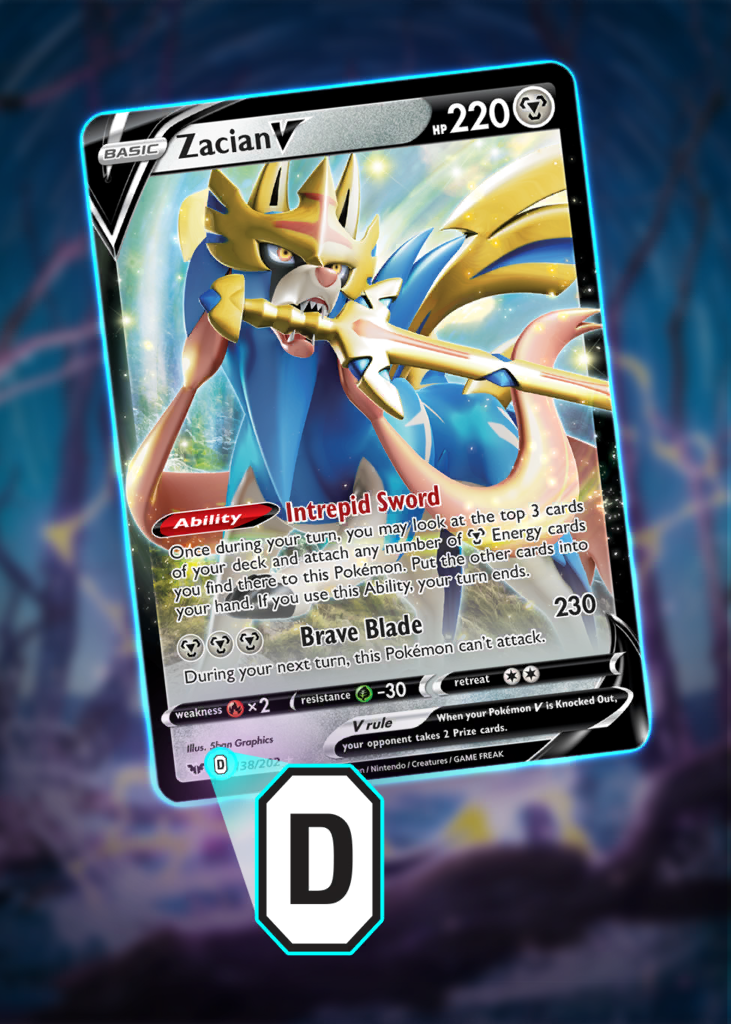 BASIC
Zacian V
HP 220
Ability Intrepid Sword
Once during your turn, you may look at the top 3 cards
of your deck and attach any number of Energy cards
you find there to this Pokémon. Put the other cards into
your hand. If you use this Ability, your turn ends.
Brave Blade 230
During your next turn, this Pokémon can't attack.
weakness ×2 resistance -30 retreat
V rule When your Pokémon V is Knocked Out,
your opponent takes 2 Prize cards.
Illus. 5ban Graphics
D 138/202
/ Nintendo / Creatures / GAME FREAK
D